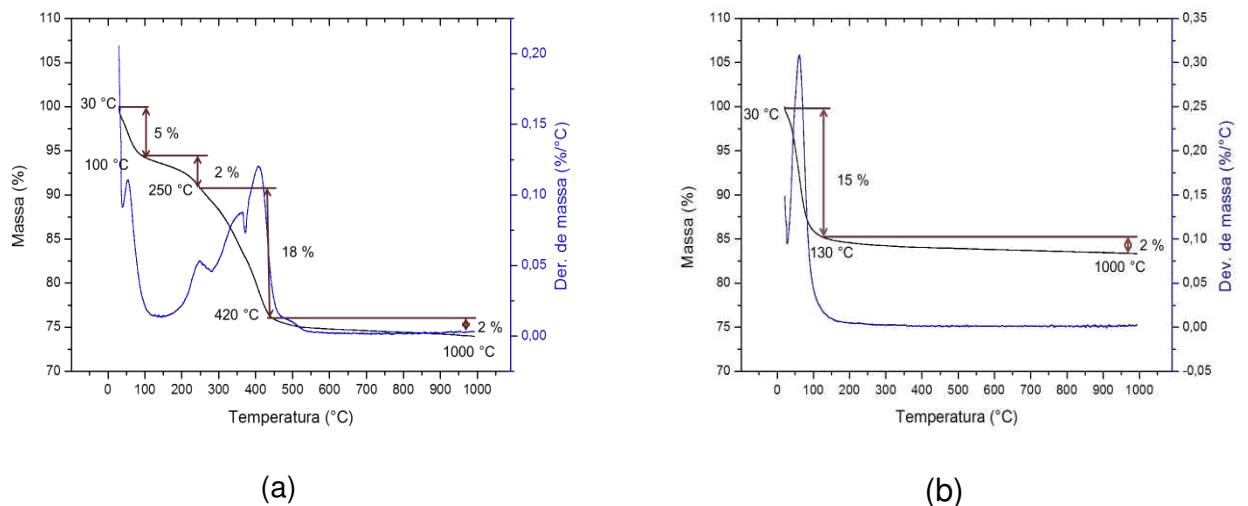 110
105
100
95
90
85
80
75
70
Massa (%)
30 °C
100 °C
250 °C
420 °C
1000 °C
5 %
2 %
18 %
2 %
0,20
0,15
0,10
0,05
0,00
Der. de massa (%/°C)
0 100 200 300 400 500 600 700 800 900 1000
Temperatura (°C)
(a)
110
105
100
95
90
85
80
75
70
Massa (%)
30 °C
15 %
130 °C
2 %
1000 °C
0,35
0,30
0,25
0,20
0,15
0,10
0,05
0,00
-0,05
Dev. de massa (%/°C)
0 100 200 300 400 500 600 700 800 900 1000
Temperatura (°C)
(b)